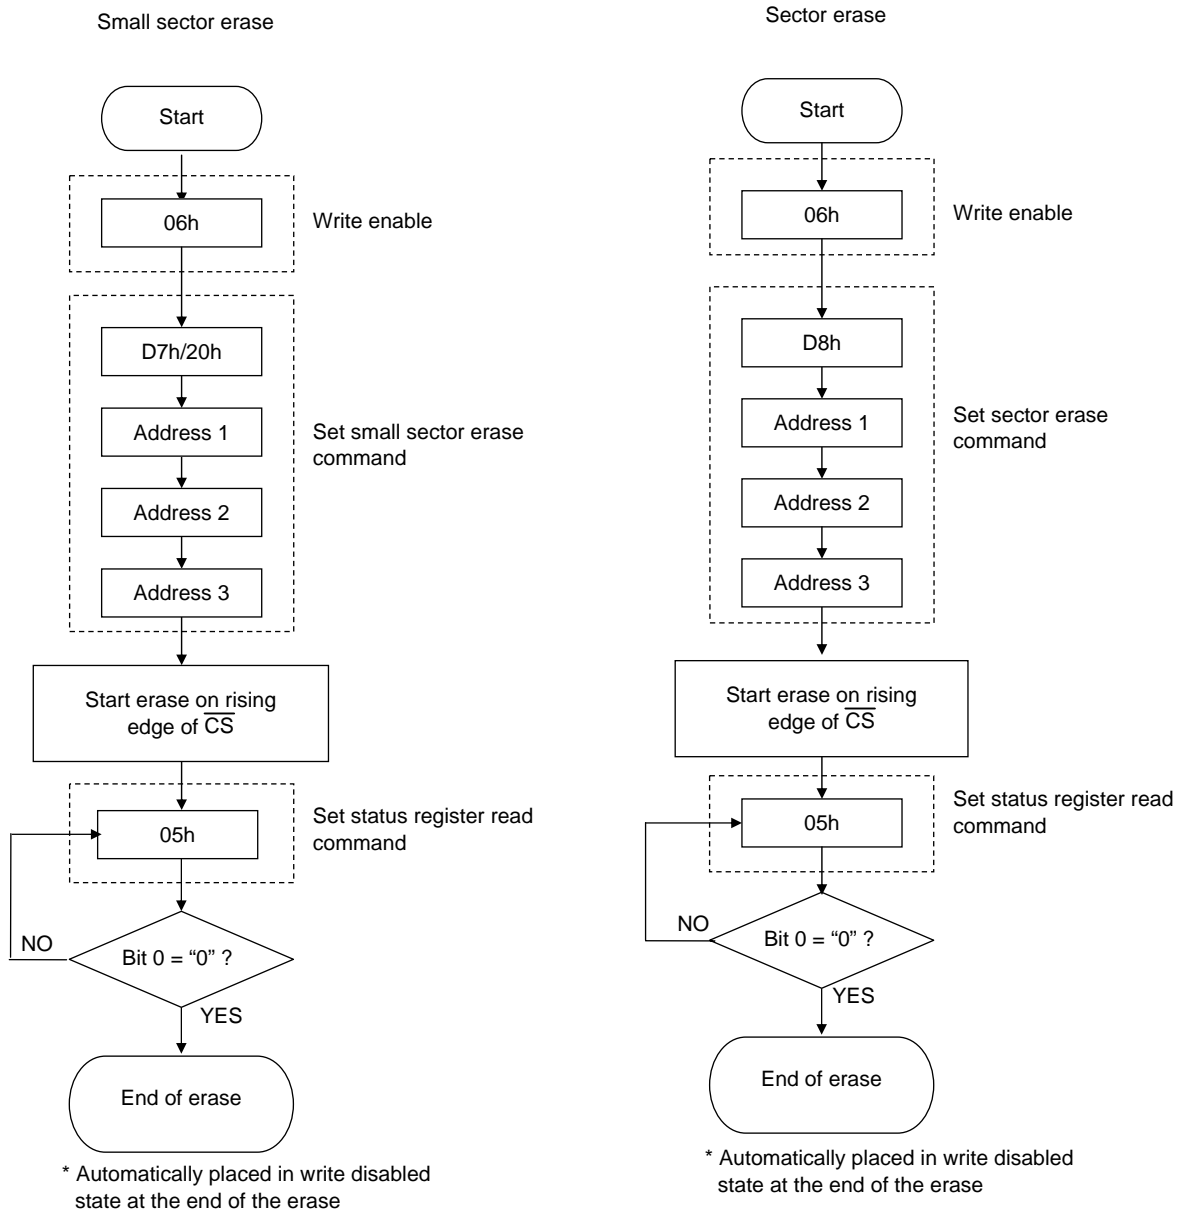 Small sector erase
Start
06h
Write enable
D7h/20h
Address 1
Set small sector erase
command
Address 2
Address 3
Start erase on rising
edge of C̅S̅
05h
Set status register read
command
NO
Bit 0 = “0” ?
YES
End of erase
* Automatically placed in write disabled
state at the end of the erase
Sector erase
Start
06h
Write enable
D8h
Address 1
Set sector erase
command
Address 2
Address 3
Start erase on rising
edge of C̅S̅
05h
Set status register read
command
NO
Bit 0 = “0” ?
YES
End of erase
* Automatically placed in write disabled
state at the end of the erase